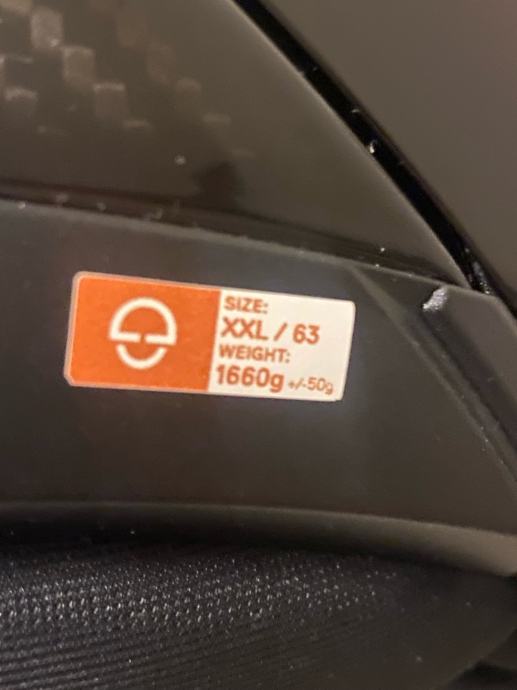 SIZE:
XXL / 63
WEIGHT:
1660g +/-50g